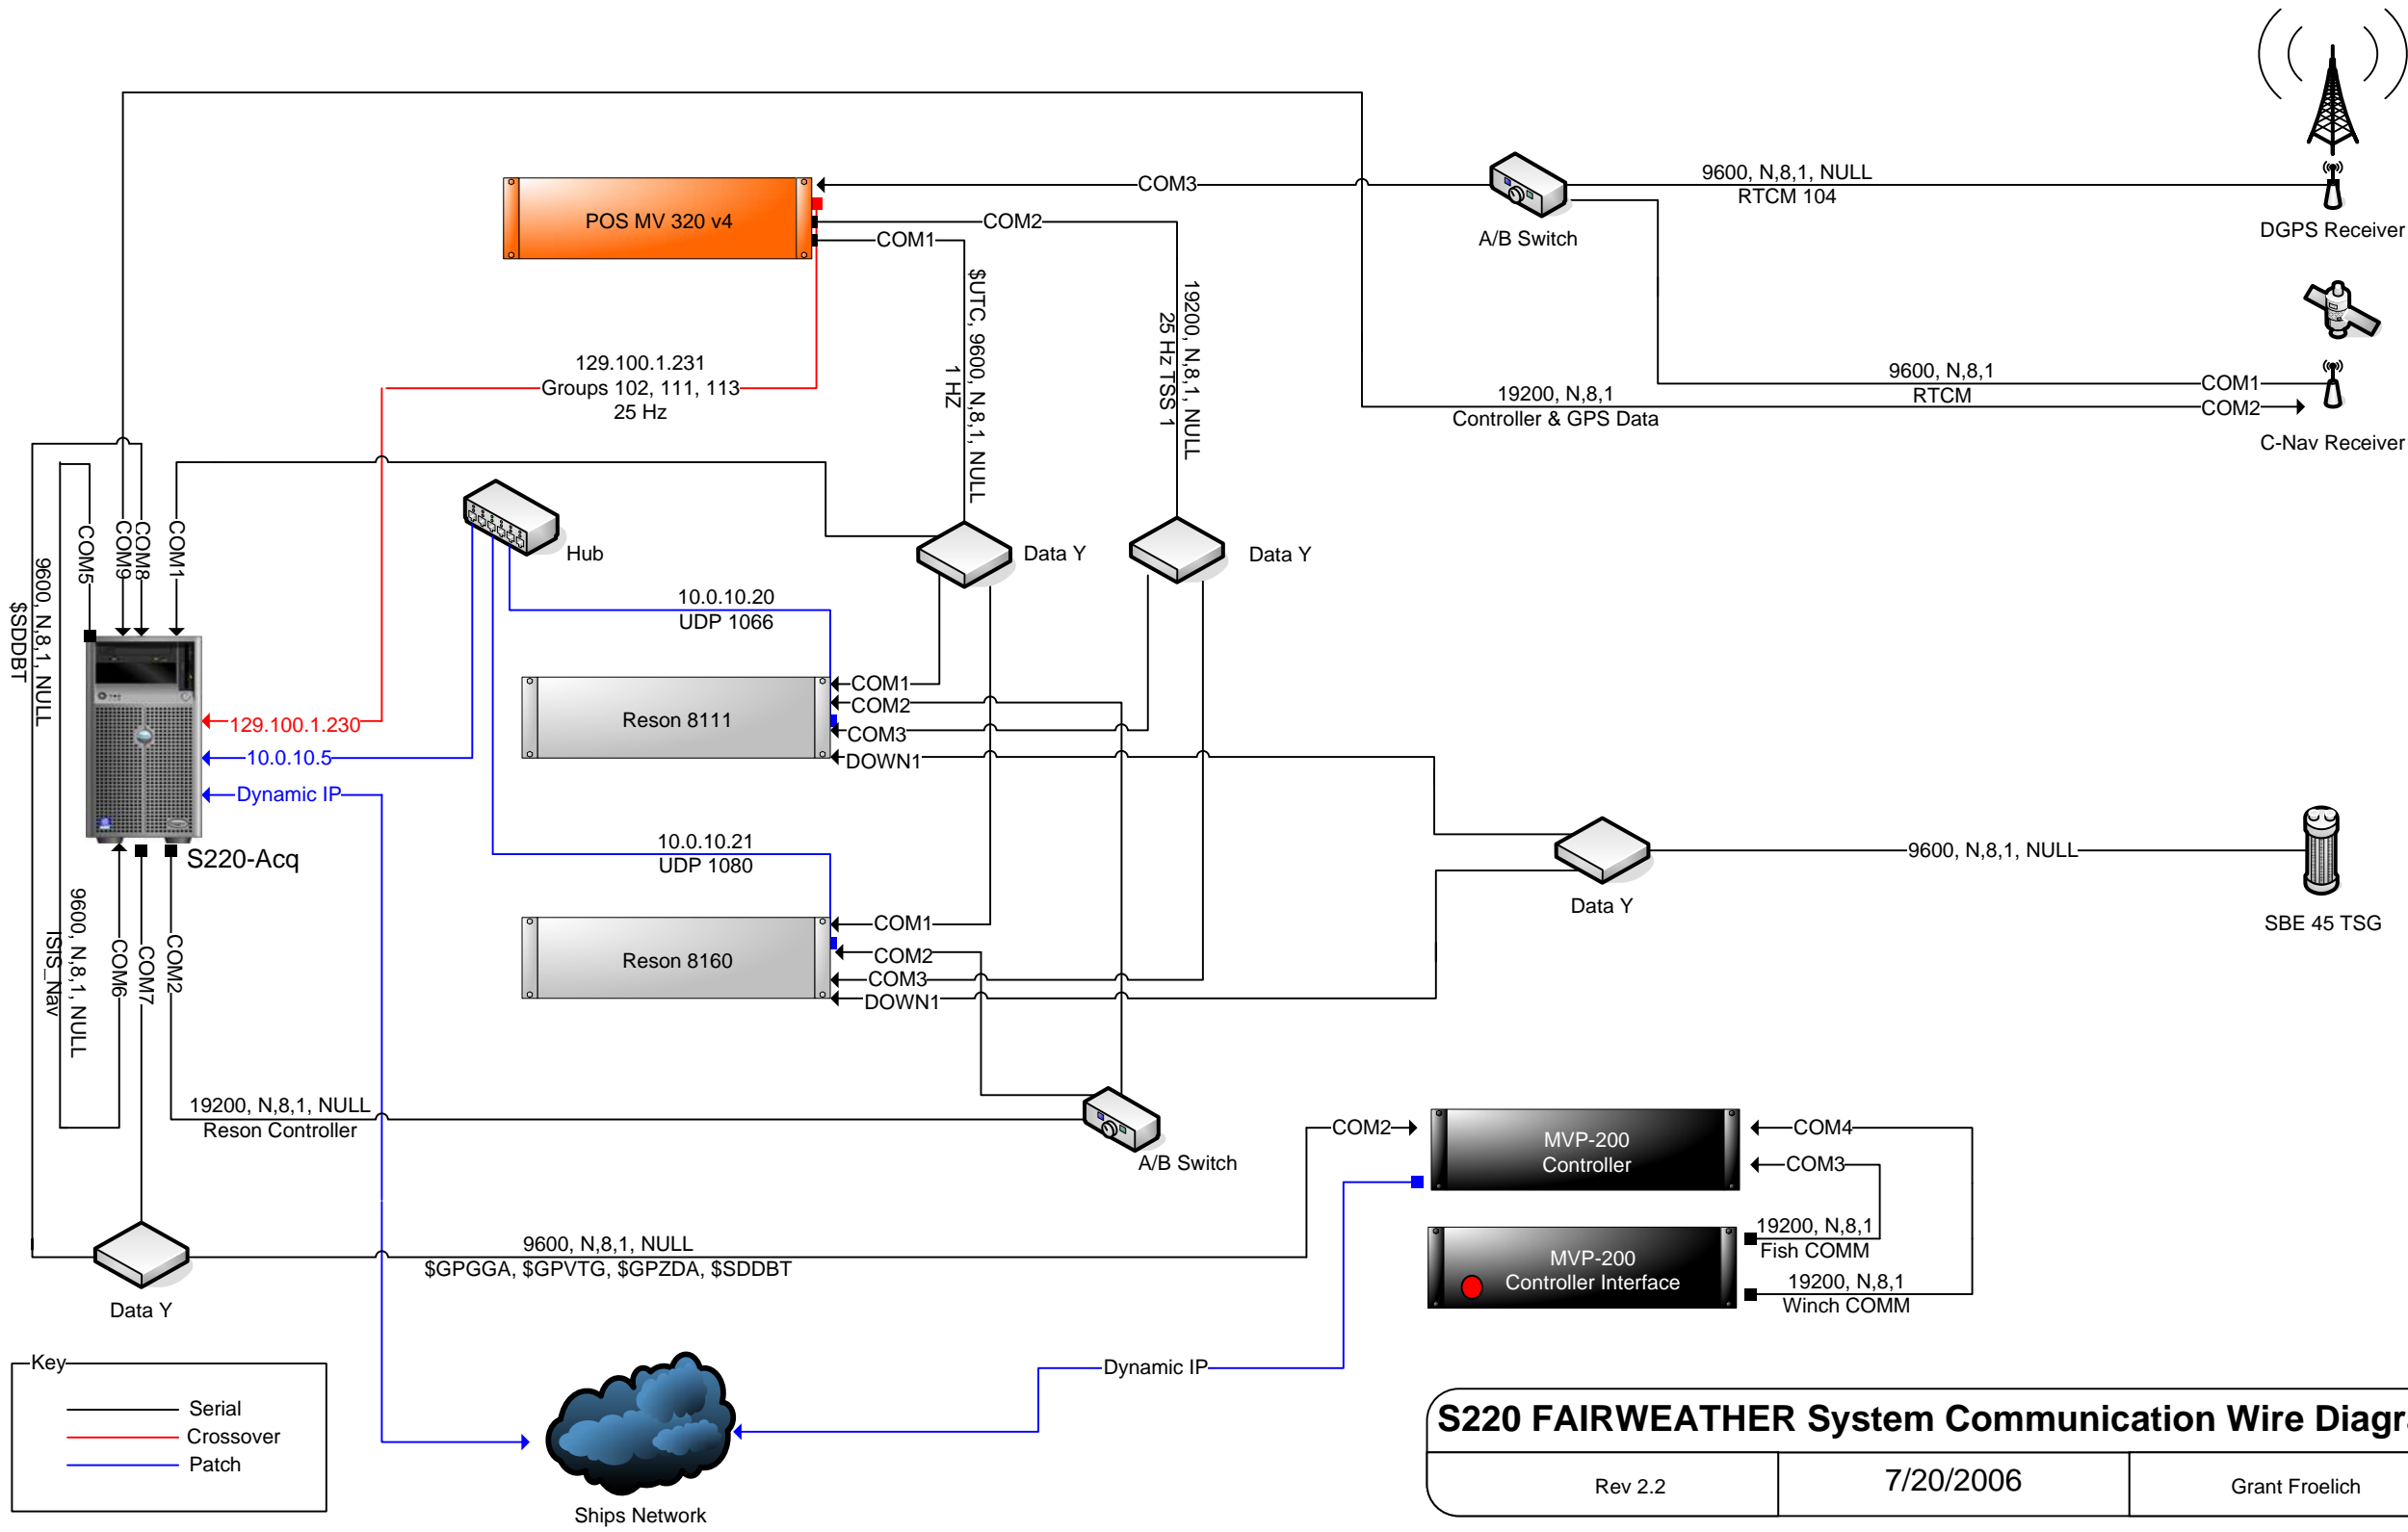 COM3
9600, N,8,1, NULL
RTCM 104
DGPS Receiver
A/B Switch
POS MV 320 v4
COM2
COM1
$UTC, 9600, N,8,1, NULL
1 HZ
19200, N,8,1, NULL
25 Hz TSS 1
129.100.1.231
Groups 102, 111, 113
25 Hz
9600, N,8,1
RTCM
COM1
COM2
19200, N,8,1
Controller & GPS Data
C-Nav Receiver
COM5
COM9
COM8
COM1
Hub
Data Y
Data Y
9600, N,8,1, NULL
$SDDBT
10.0.10.20
UDP 1066
Reson 8111
COM1
COM2
COM3
DOWN1
129.100.1.230
10.0.10.5
Dynamic IP
S220-Acq
10.0.10.21
UDP 1080
9600, N,8,1, NULL
Data Y
SBE 45 TSG
9600, N,8,1, NULL
ISIS_Nav
COM6
COM7
COM2
Reson 8160
COM1
COM2
COM3
DOWN1
19200, N,8,1, NULL
Reson Controller
A/B Switch
COM2
MVP-200
Controller
COM4
COM3
19200, N,8,1
Fish COMM
MVP-200
Controller Interface
19200, N,8,1
Winch COMM
9600, N,8,1, NULL
$GPGGA, $GPVTG, $GPZDA, $SDDBT
Data Y
Key
Serial
Crossover
Patch
Dynamic IP
Ships Network
S220 FAIRWEATHER System Communication Wire Diagra
Rev 2.2
7/20/2006
Grant Froelich